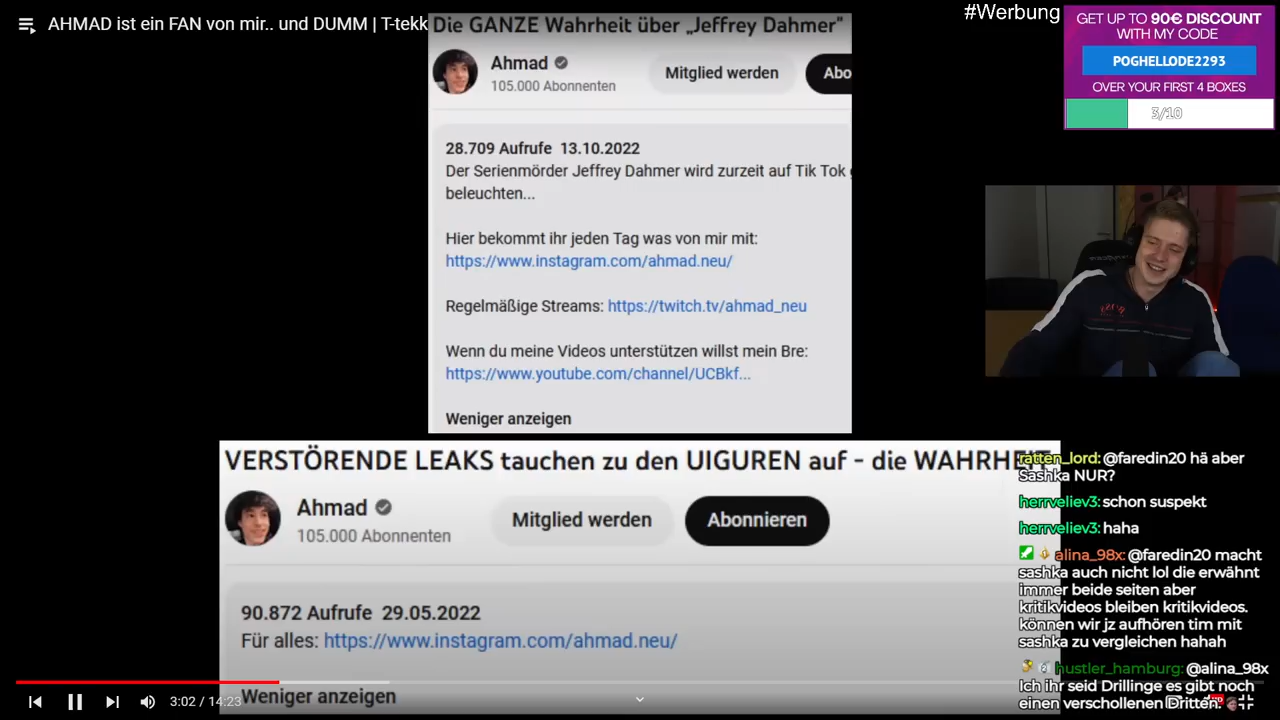 AHMAD ist ein FAN von mir.. und DUMM | T-tekk
Die GANZE Wahrheit über „Jeffrey Dahmer"
Ahmad
105.000 Abonnenten
Mitglied werden
Abo
28.709 Aufrufe 13.10.2022
Der Serienmörder Jeffrey Dahmer wird zurzeit auf Tik Tok
beleuchten...
Hier bekommt ihr jeden Tag was von mir mit:
https://www.instagram.com/ahmad.neu/
Regelmäßige Streams: https://twitch.tv/ahmad_neu
Wenn du meine Videos unterstützen willst mein Bre:
https://www.youtube.com/channel/UCBkf...
Weniger anzeigen
#Werbung
GET UP TO 90€ DISCOUNT
WITH MY CODE
POGHELLODE2293
OVER YOUR FIRST 4 BOXES
3/10
VERSTÖRENDE LEAKS tauchen zu den UIGUREN auf - die WAHRHEIT
Ahmad
105.000 Abonnenten
Mitglied werden
Abonnieren
90.872 Aufrufe 29.05.2022
Für alles: https://www.instagram.com/ahmad.neu/
Weniger anzeigen
ratten_lord: @faredin20 hä aber
Sashka NUR?
herrveliev3: schon suspekt
herrveliev3: haha
alina_98x: @faredin20 macht
sashka auch nicht lol die erwähnt
immer beide seiten aber
kritikvideos bleiben kritikvideos.
können wir jz aufhören tim mit
sashka zu vergleichen hahah
hustler_hamburg: @alina_98x
Ich ihr seid Drillinge es gibt noch
einen verschollenen Dritten.
3:02 / 14:23